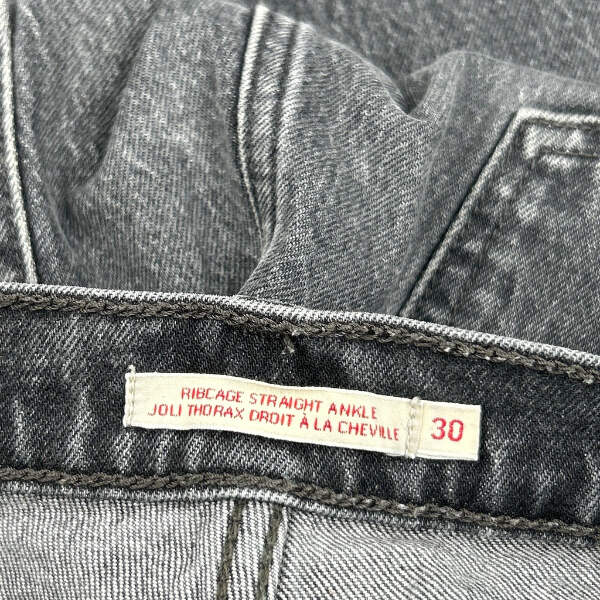 RIBCAGE STRAIGHT ANKLE
JOLI THORAX DROIT À LA CHEVILLE
30